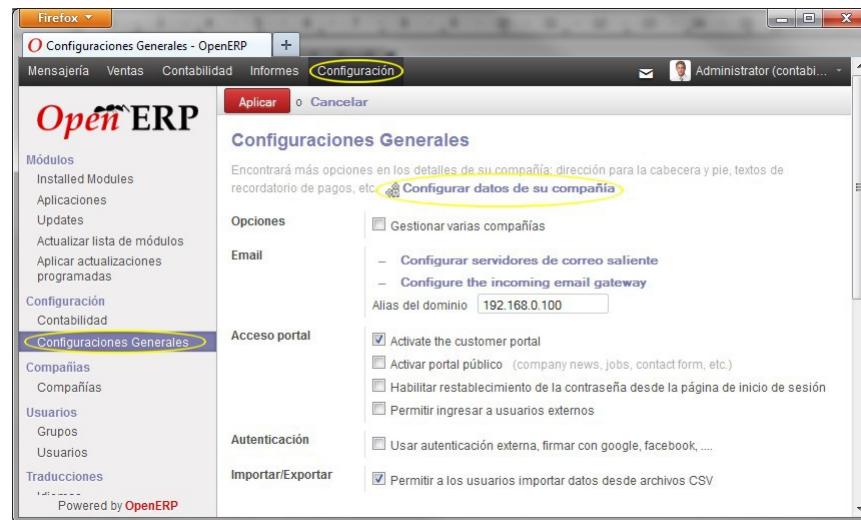 Firefox
Configuraciones Generales - OpenERP
Mensajería Ventas Contabilidad Informes Configuración Administrator (contabi...
Open ERP
Aplicar o Cancelar
Configuraciones Generales
Encontrará más opciones en los detalles de su compañía: dirección para la cabecera y pie, textos de
recordatorio de pagos, etc. Configurar datos de su compañía
Módulos
Installed Modules
Aplicaciones
Updates
Actualizar lista de módulos
Aplicar actualizaciones
programadas
Configuración
Contabilidad
Configuraciones Generales
Compañias
Compañías
Usuarios
Grupos
Usuarios
Traducciones
Powered by OpenERP
Opciones Gestionar varias compañías
Email
– Configurar servidores de correo saliente
– Configure the incoming email gateway
Alias del dominio 192.168.0.100
Acceso portal Activate the customer portal
Activar portal público (company news, jobs, contact form, etc.)
Habilitar restablecimiento de la contraseña desde la página de inicio de sesión
Permitir ingresar a usuarios externos
Autenticación Usar autenticación externa, firmar con google, facebook, ....
Importar/Exportar Permitir a los usuarios importar datos desde archivos CSV